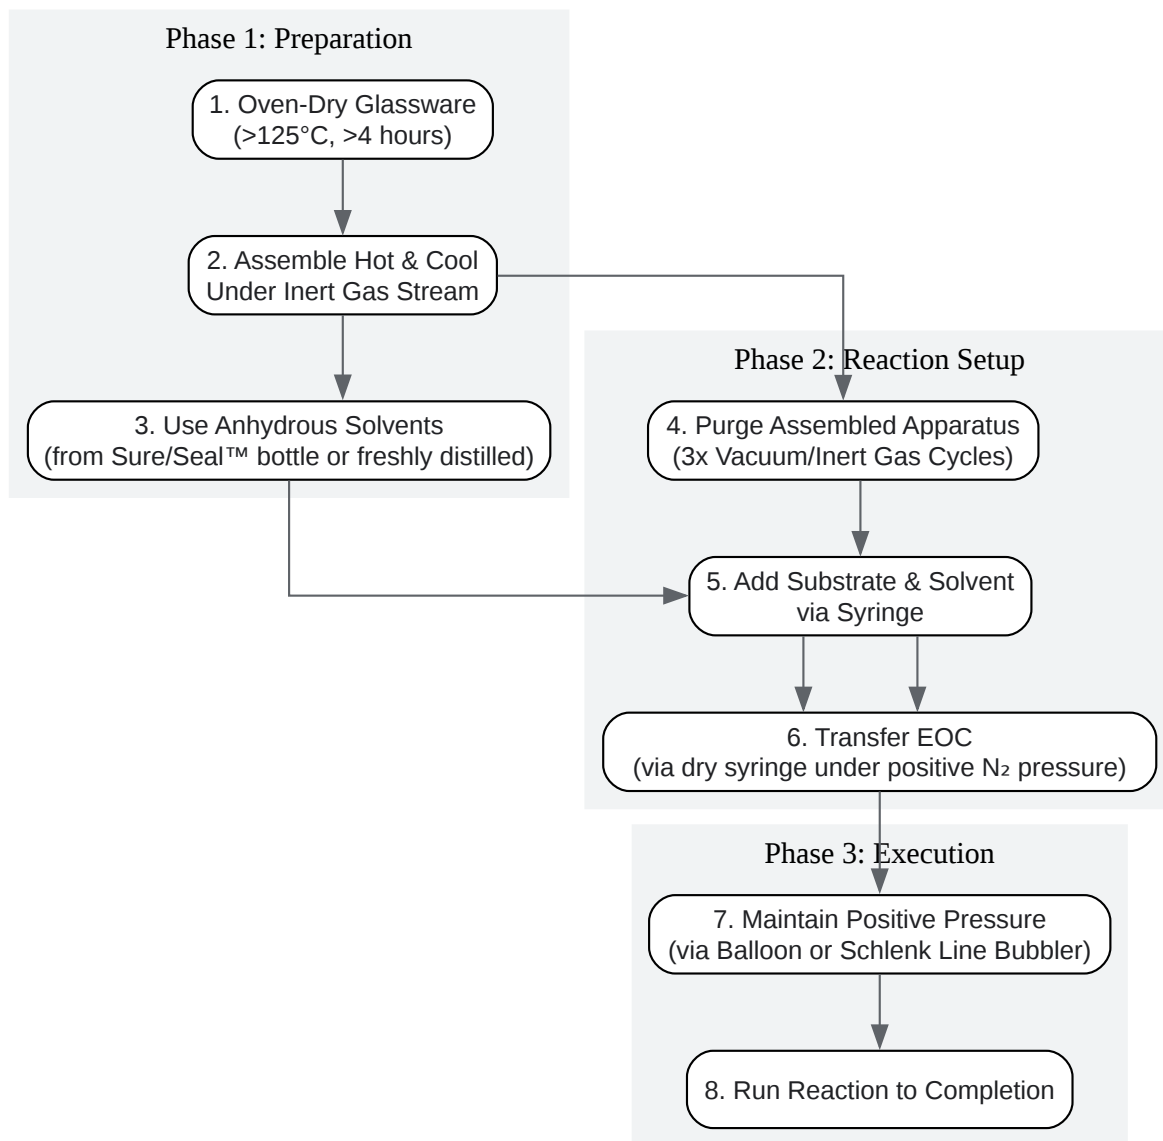 Phase 1: Preparation
1. Oven-Dry Glassware
(>125°C, >4 hours)
2. Assemble Hot & Cool
Under Inert Gas Stream
3. Use Anhydrous Solvents
(from Sure/Seal™ bottle or freshly distilled)
Phase 2: Reaction Setup
4. Purge Assembled Apparatus
(3x Vacuum/Inert Gas Cycles)
5. Add Substrate & Solvent
via Syringe
6. Transfer EOC
(via dry syringe under positive N₂ pressure)
Phase 3: Execution
7. Maintain Positive Pressure
(via Balloon or Schlenk Line Bubbler)
8. Run Reaction to Completion